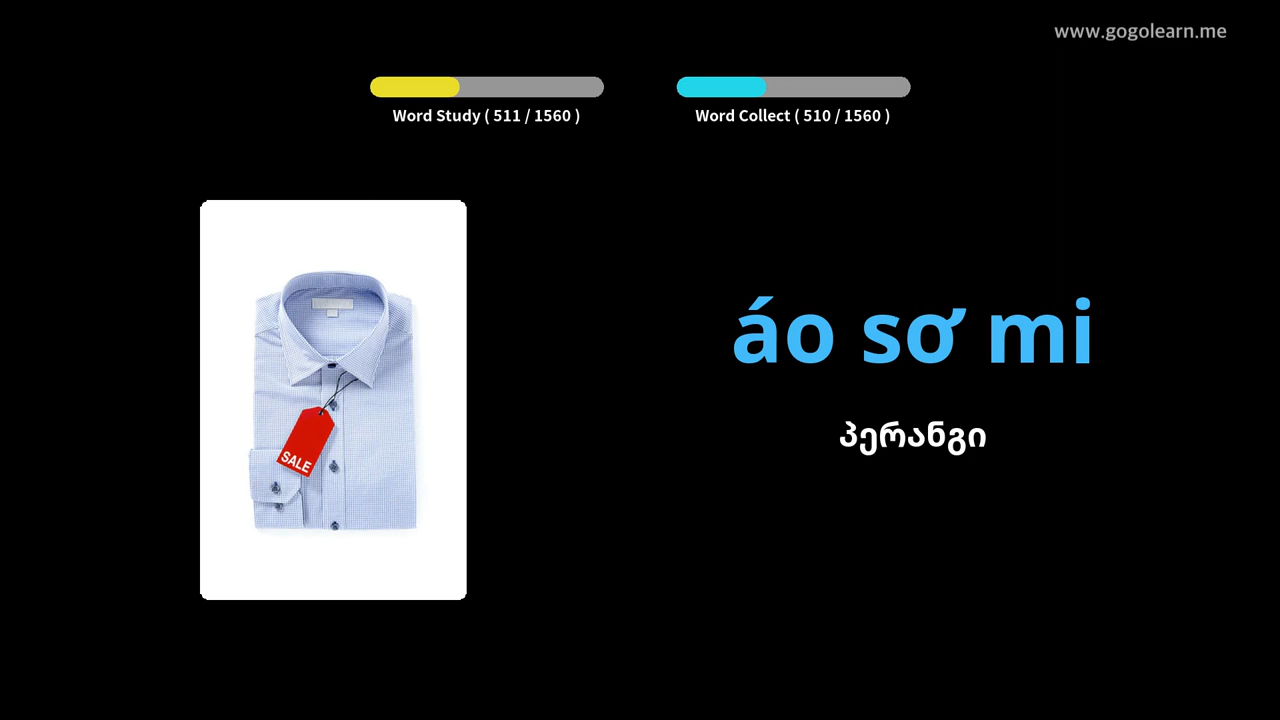 www.gogolearn.me
Word Study ( 511 / 1560 )
Word Collect ( 510 / 1560 )
SALE
áo sơ mi
პერანგი